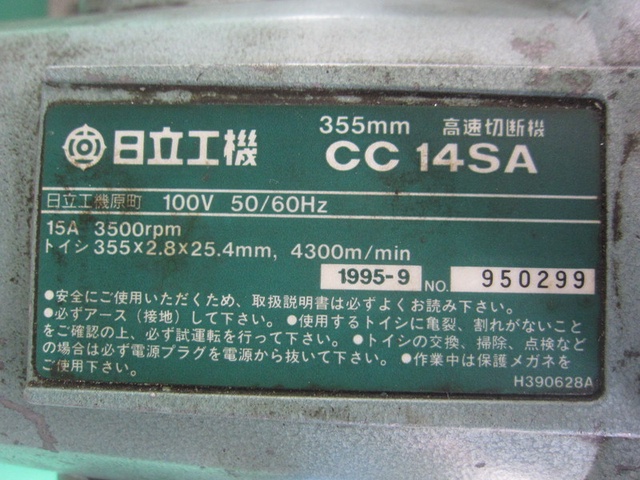 355mm 高速切断機
日立工機 CC 14SA
日立工機原町 100V 50/60Hz
15A 3500rpm
トイシ 355×2.8×25.4mm, 4300m/min
1995-9 NO. 950299
●安全にご使用いただくため、取扱説明書は必ずよくお読み下さい。
●必ずアース(接地)して下さい。●使用するトイシに亀裂、割れがないこと
をご確認の上、必ず試運転を行って下さい。●トイシの交換、掃除、点検など
の場合は必ず電源プラグを電源から抜いて下さい。●作業中は保護メガネを
ご使用下さい。
H390628A